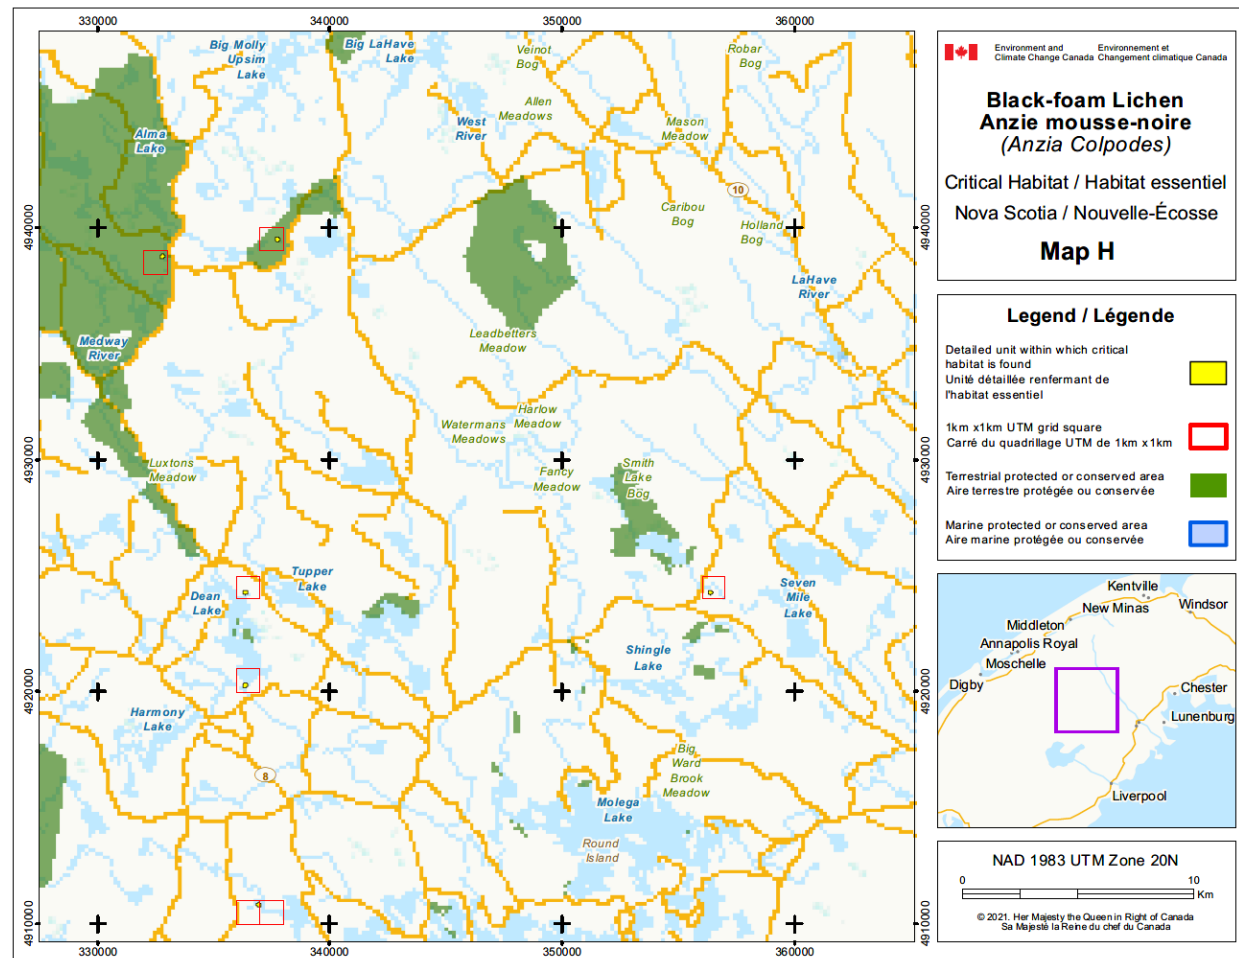 330000
340000
350000
360000
4940000
4930000
4920000
4910000
4940000
4930000
4920000
4910000
330000
340000
350000
360000
Big Molly
Upsim
Lake
Big LaHave
Lake
Veinot
Bog
Robar
Bog
Allen
Meadows
West
River
Mason
Meadow
Alma
Lake
10
Caribou
Bog
Holland
Bog
LaHave
River
Medway
River
Leadbetters
Meadow
Harlow
Meadow
Watermans
Meadows
Luxtons
Meadow
Fancy
Meadow
Smith
Lake
Bog
Tupper
Lake
Dean
Lake
Seven
Mile
Lake
Shingle
Lake
Harmony
Lake
8
Big
Ward
Brook
Meadow
Molega
Lake
Round
Island
Environment and
Climate Change Canada
Environnement et
Changement climatique Canada
Black-foam Lichen
Anzie mousse-noire
(Anzia Colpodes)
Critical Habitat / Habitat essentiel
Nova Scotia / Nouvelle-Écosse
Map H
Legend / Légende
Detailed unit within which critical
habitat is found
Unité détaillée renfermant de
l'habitat essentiel
1km x1km UTM grid square
Carré du quadrillage UTM de 1km x1km
Terrestrial protected or conserved area
Aire terrestre protégée ou conservée
Marine protected or conserved area
Aire marine protégée ou conservée
Kentville
New Minas
Windsor
Middleton
Annapolis Royal
Moschelle
Digby
Chester
Lunenburg
Liverpool
NAD 1983 UTM Zone 20N
0
10
Km
© 2021. Her Majesty the Queen in Right of Canada
Sa Majesté la Reine du chef du Canada